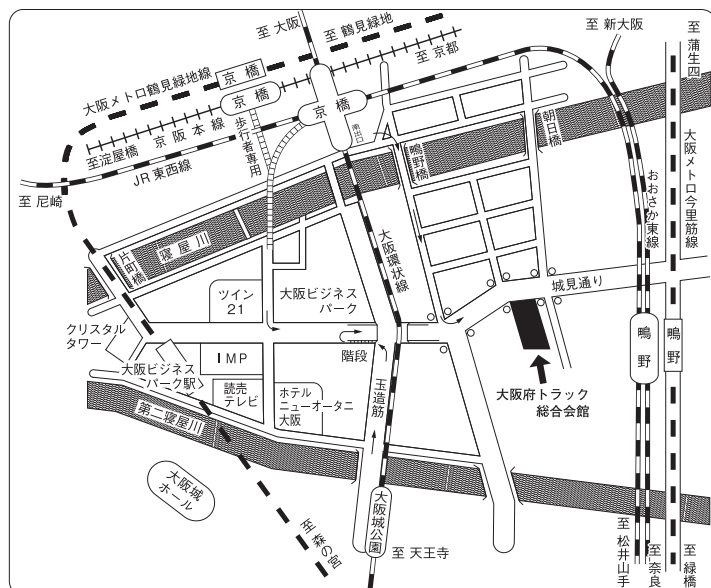 至 大阪
至 鶴見緑地
至 京都
至 新大阪
至 蒲生四
大阪メトロ鶴見緑地線
京橋
京橋
京橋
南出口
京阪本線
至淀屋橋
歩行者専用
JR東西線
至 尼崎
鴫野橋
朝日橋
大阪メトロ今里筋線
おおさか東線
片町橋
寝屋川
大阪環状線
城見通り
ツイン
21
大阪ビジネス
パーク
クリスタル
タワー
IMP
階段
鴫野
鴫野
大阪ビジネス
パーク駅
読売
テレビ
ホテル
ニューオータニ
大阪
玉造筋
大阪府トラック
総合会館
第二寝屋川
大阪城
ホール
大阪城公園
至 森の宮
至 天王寺
至 松井山手
至 奈良
至 緑橋